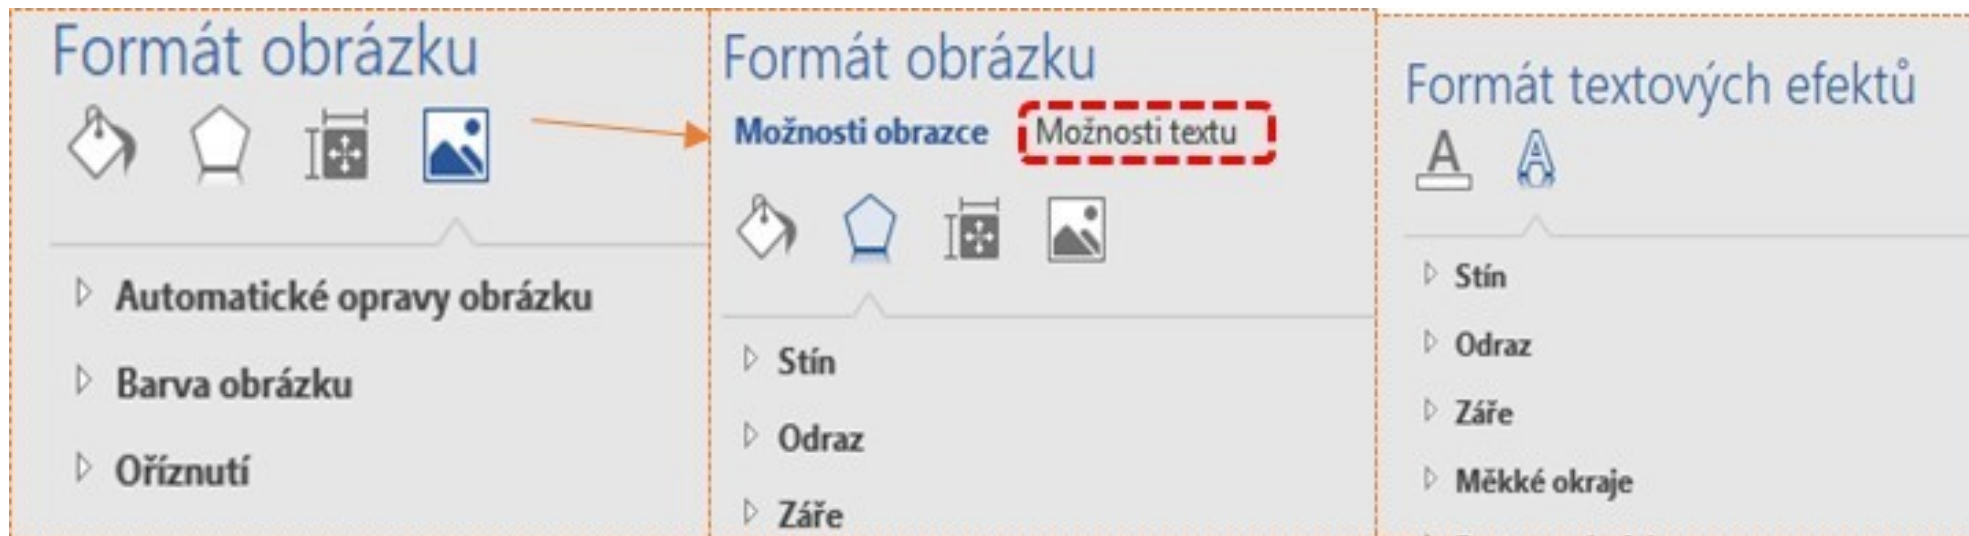 Formát obrázku
Automatické opravy obrázku
Barva obrázku
Oříznutí
Formát obrázku
Možnosti obrazce Možnosti textu
Stín
Odraz
Záře
Formát textových efektů
Stín
Odraz
Záře
Měkké okraje